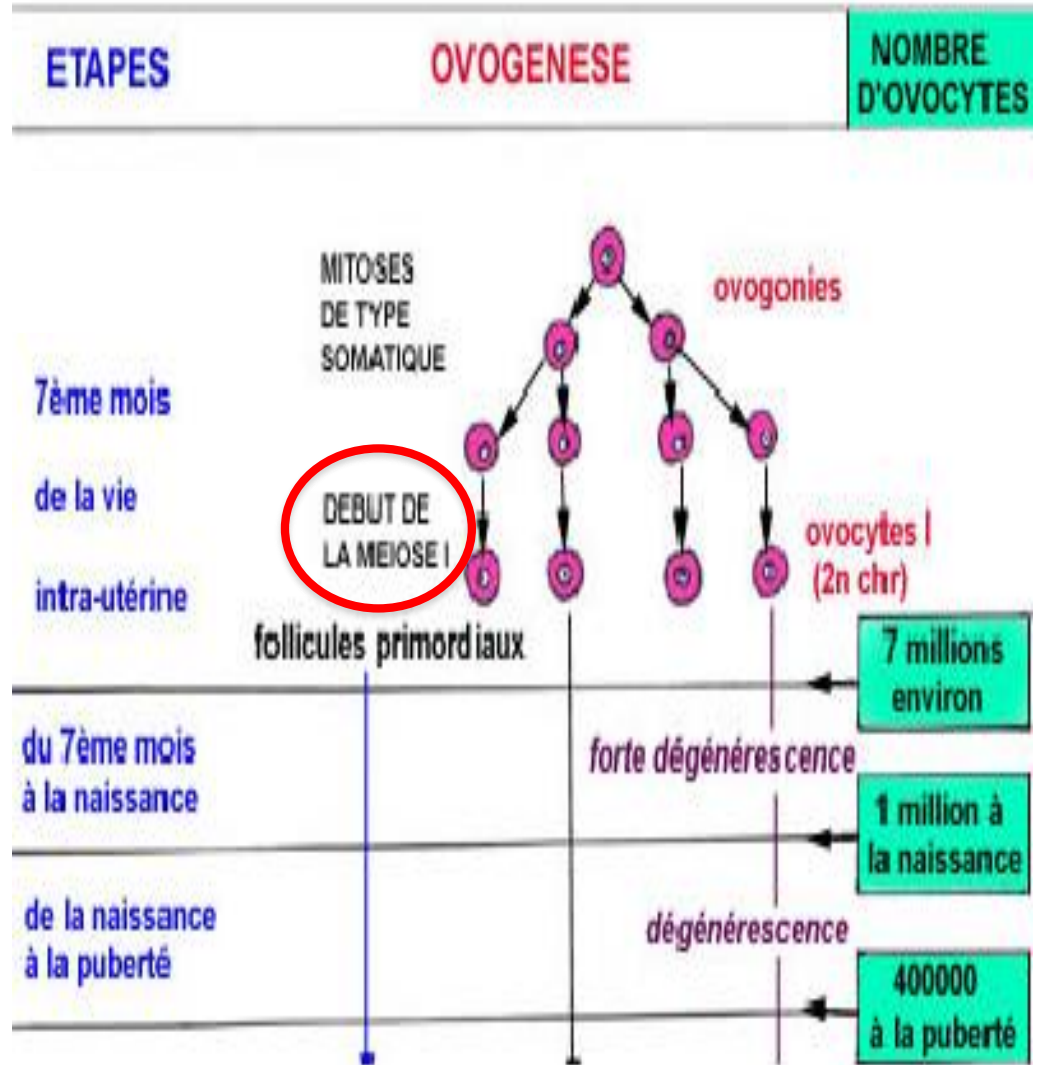 ETAPES
OVOGENESE
NOMBRE
D'OVOCYTES
MITOSES
DE TYPE
SOMATIQUE
ovogonies
7ème mois
de la vie
intra-utérine
DEBUT DE
LA MEIOSE I
ovocytes I
(2n chr)
follicules primordiaux
7 millions
environ
du 7ème mois
à la naissance
forte dégénérescence
1 million à
la naissance
de la naissance
à la puberté
dégénérescence
400000
à la puberté